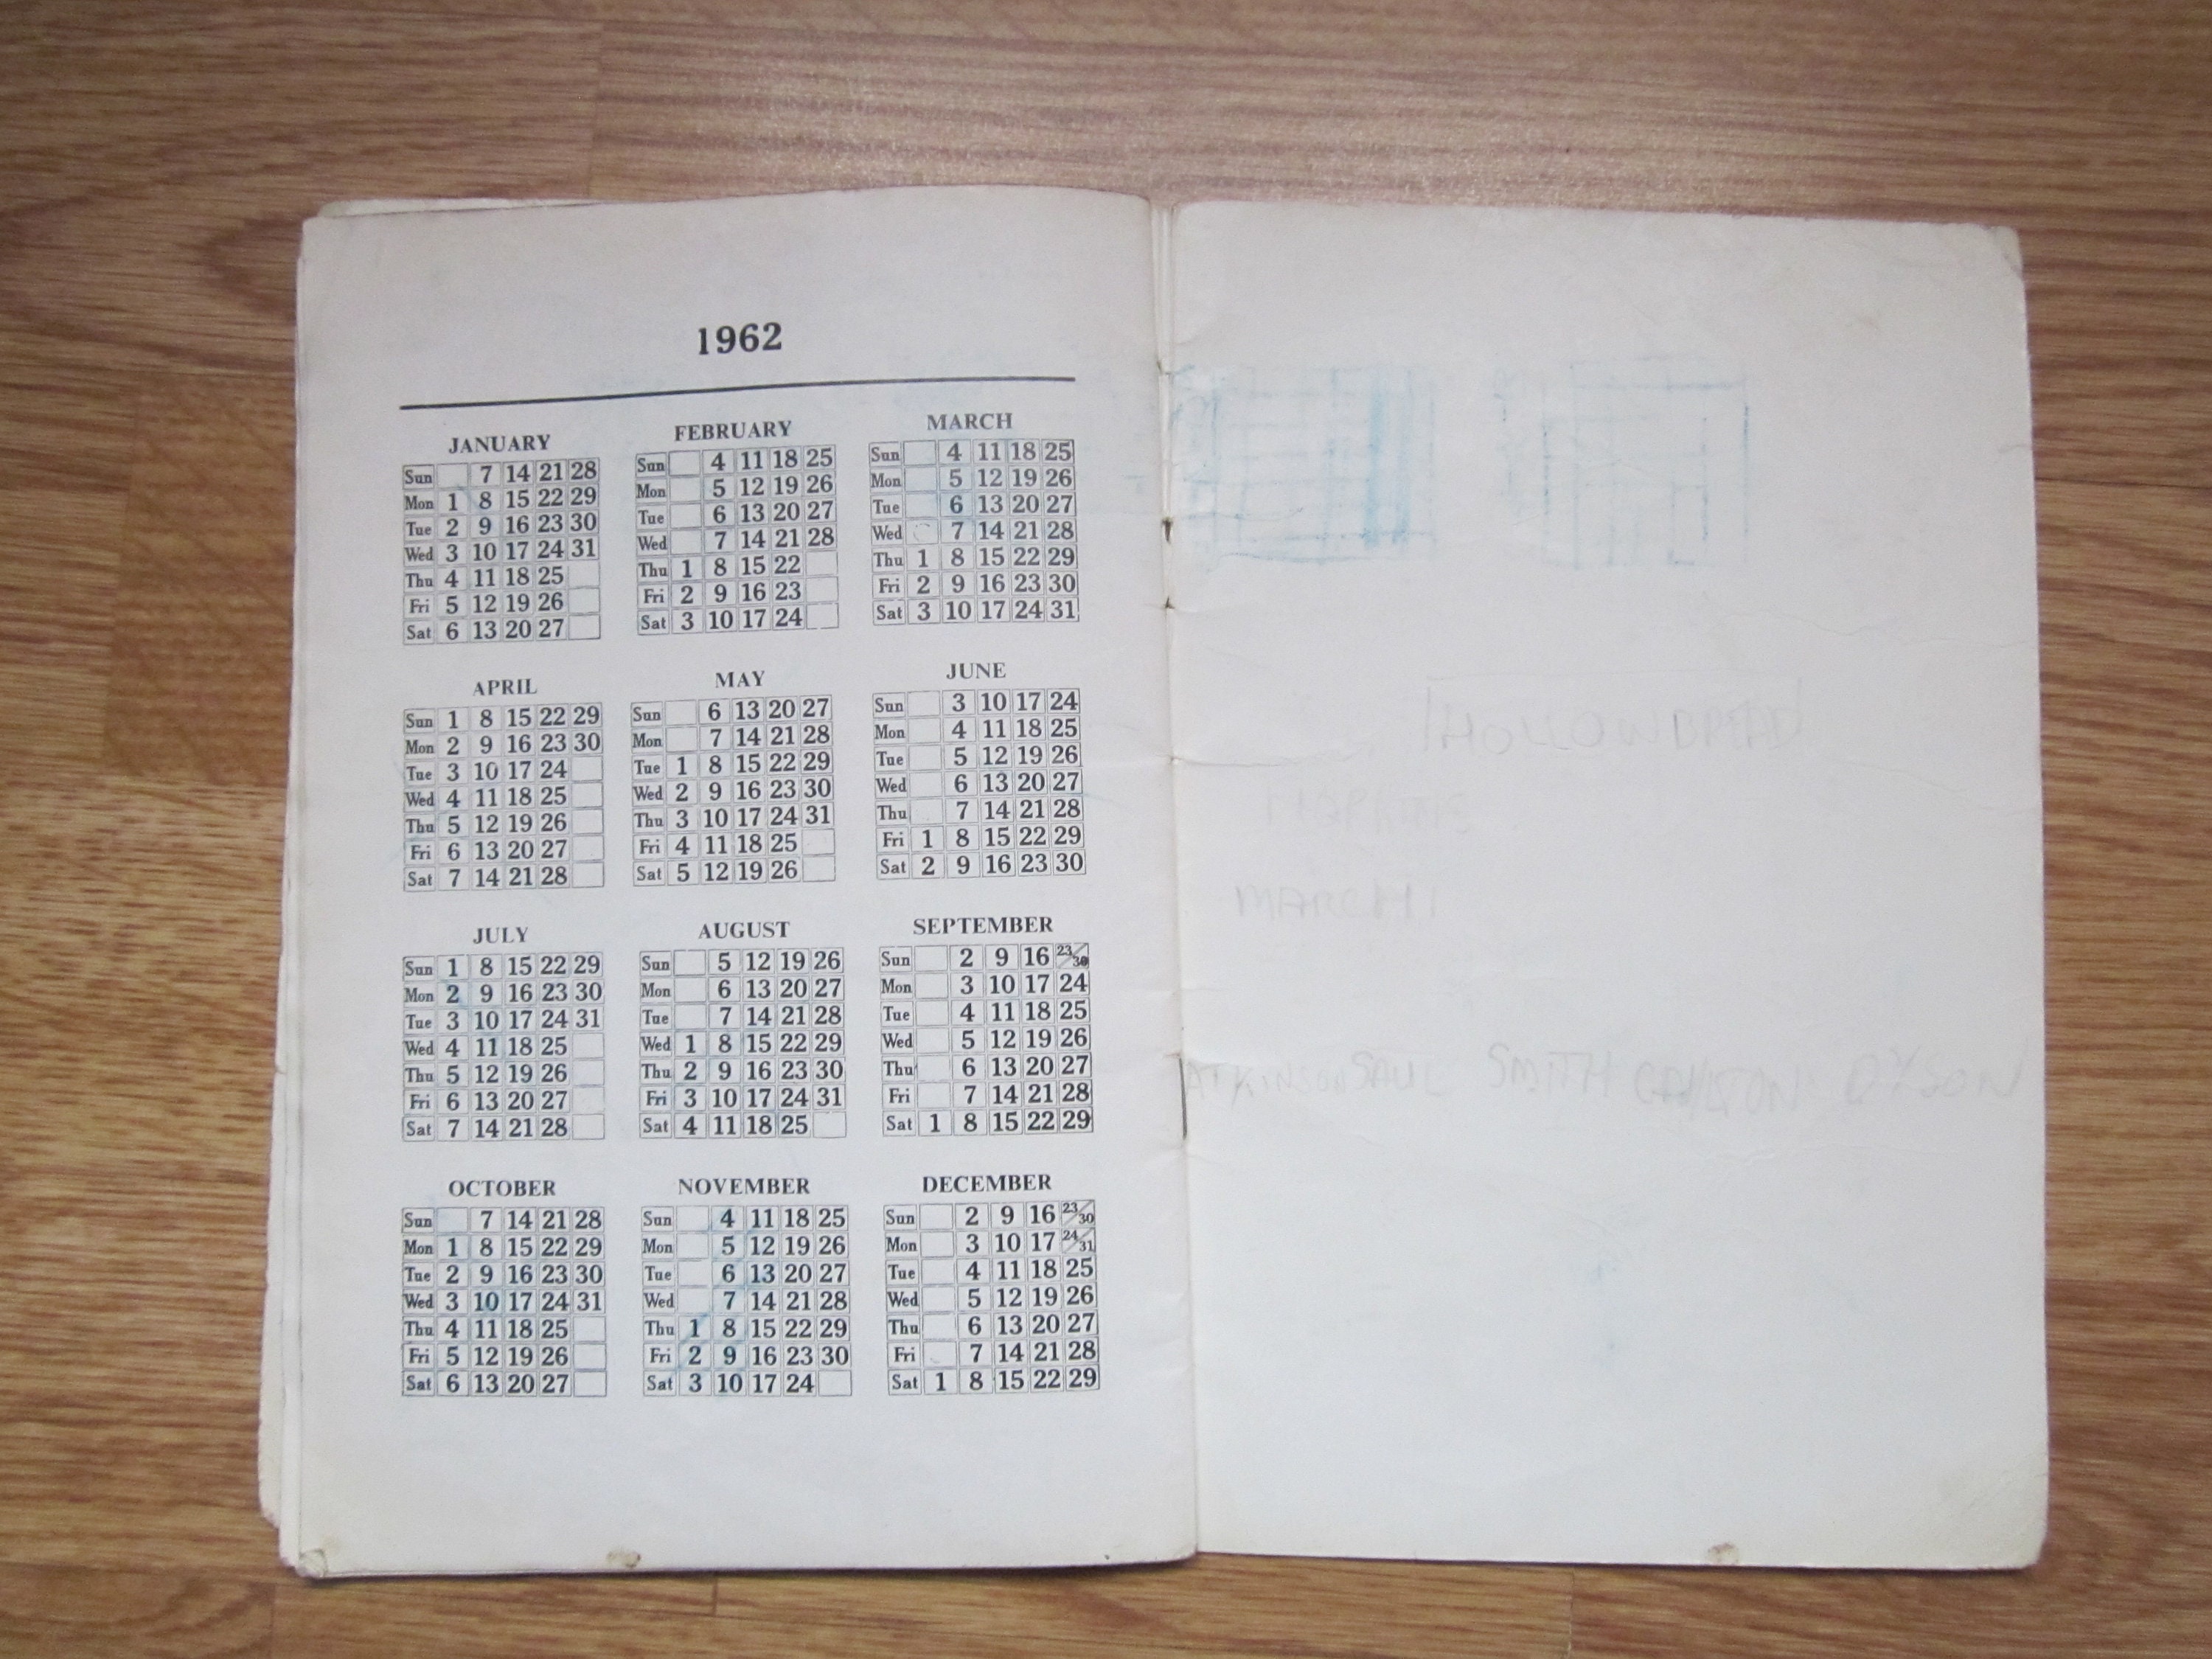 1962
JANUARY
Sun 7 14 21 28
Mon 1 8 15 22 29
Tue 2 9 16 23 30
Wed 3 10 17 24 31
Thu 4 11 18 25
Fri 5 12 19 26
Sat 6 13 20 27
FEBRUARY
Sun 4 11 18 25
Mon 5 12 19 26
Tue 6 13 20 27
Wed 7 14 21 28
Thu 1 8 15 22
Fri 2 9 16 23
Sat 3 10 17 24
MARCH
Sun 4 11 18 25
Mon 5 12 19 26
Tue 6 13 20 27
Wed 7 14 21 28
Thu 1 8 15 22 29
Fri 2 9 16 23 30
Sat 3 10 17 24 31
APRIL
Sun 1 8 15 22 29
Mon 2 9 16 23 30
Tue 3 10 17 24
Wed 4 11 18 25
Thu 5 12 19 26
Fri 6 13 20 27
Sat 7 14 21 28
MAY
Sun 6 13 20 27
Mon 7 14 21 28
Tue 1 8 15 22 29
Wed 2 9 16 23 30
Thu 3 10 17 24 31
Fri 4 11 18 25
Sat 5 12 19 26
JUNE
Sun 3 10 17 24
Mon 4 11 18 25
Tue 5 12 19 26
Wed 6 13 20 27
Thu 7 14 21 28
Fri 1 8 15 22 29
Sat 2 9 16 23 30
JULY
Sun 1 8 15 22 29
Mon 2 9 16 23 30
Tue 3 10 17 24 31
Wed 4 11 18 25
Thu 5 12 19 26
Fri 6 13 20 27
Sat 7 14 21 28
AUGUST
Sun 5 12 19 26
Mon 6 13 20 27
Tue 7 14 21 28
Wed 1 8 15 22 29
Thu 2 9 16 23 30
Fri 3 10 17 24 31
Sat 4 11 18 25
SEPTEMBER
Sun 2 9 16 23/30
Mon 3 10 17 24
Tue 4 11 18 25
Wed 5 12 19 26
Thu 6 13 20 27
Fri 7 14 21 28
Sat 1 8 15 22 29
OCTOBER
Sun 7 14 21 28
Mon 1 8 15 22 29
Tue 2 9 16 23 30
Wed 3 10 17 24 31
Thu 4 11 18 25
Fri 5 12 19 26
Sat 6 13 20 27
NOVEMBER
Sun 4 11 18 25
Mon 5 12 19 26
Tue 6 13 20 27
Wed 7 14 21 28
Thu 1 8 15 22 29
Fri 2 9 16 23 30
Sat 3 10 17 24
DECEMBER
Sun 2 9 16 23/30
Mon 3 10 17 24/31
Tue 4 11 18 25
Wed 5 12 19 26
Thu 6 13 20 27
Fri 7 14 21 28
Sat 1 8 15 22 29
ATKINSON SAUL SMITH DYSON